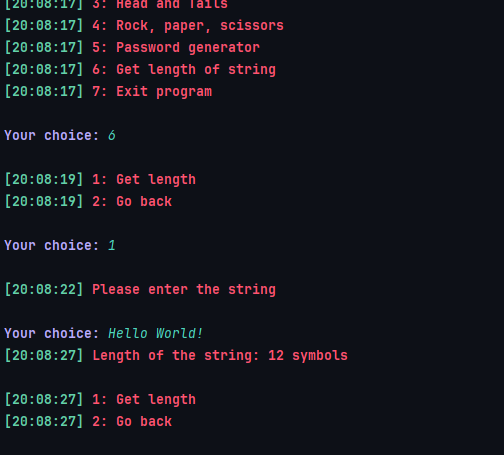 [20:08:17] 3: Head and Tails
[20:08:17] 4: Rock, paper, scissors
[20:08:17] 5: Password generator
[20:08:17] 6: Get length of string
[20:08:17] 7: Exit program
Your choice: 6
[20:08:19] 1: Get length
[20:08:19] 2: Go back
Your choice: 1
[20:08:22] Please enter the string
Your choice: Hello World!
[20:08:27] Length of the string: 12 symbols
[20:08:27] 1: Get length
[20:08:27] 2: Go back